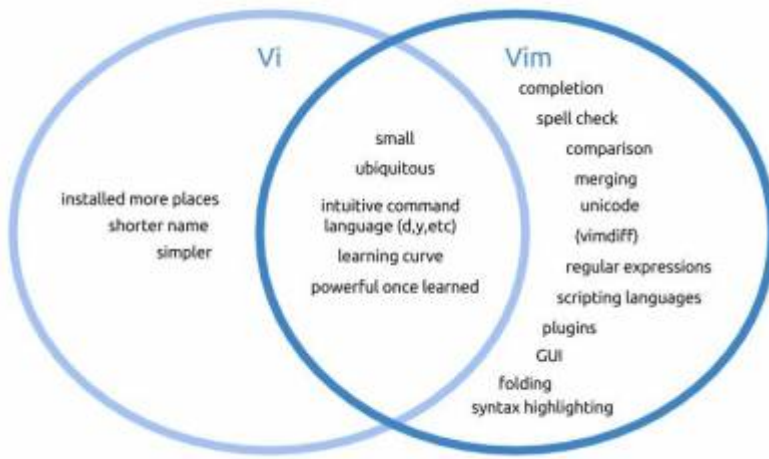 Vi
installed more places
shorter name
simpler
small
ubiquitous
intuitive command
language (d,y,etc)
learning curve
powerful once learned
Vim
completion
spell check
comparison
merging
unicode
(vimdiff)
regular expressions
scripting languages
plugins
GUI
folding
syntax highlighting